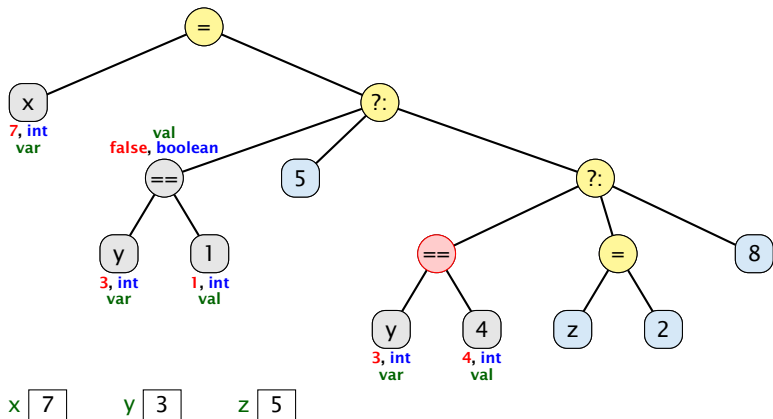 =
x
7, int
var
?:
val
false, boolean
==
5
?:
y
3, int
var
1
1, int
val
==
=
8
y
3, int
var
4
4, int
val
z
2
x 7 y 3 z 5